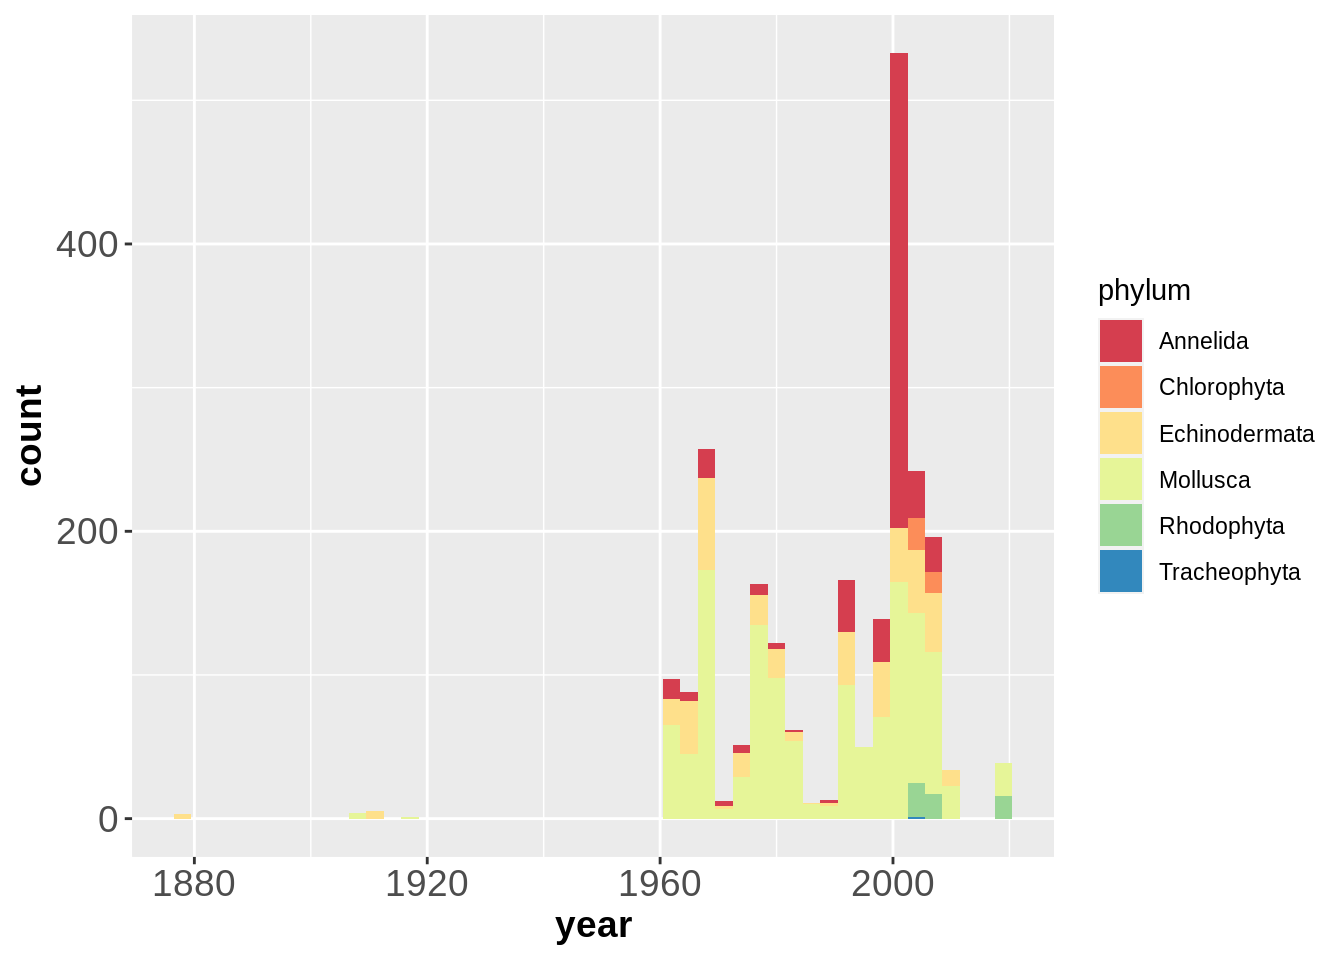 400
200
0
count
1880 1920 1960 2000
year
phylum
Annelida
Chlorophyta
Echinodermata
Mollusca
Rhodophyta
Tracheophyta